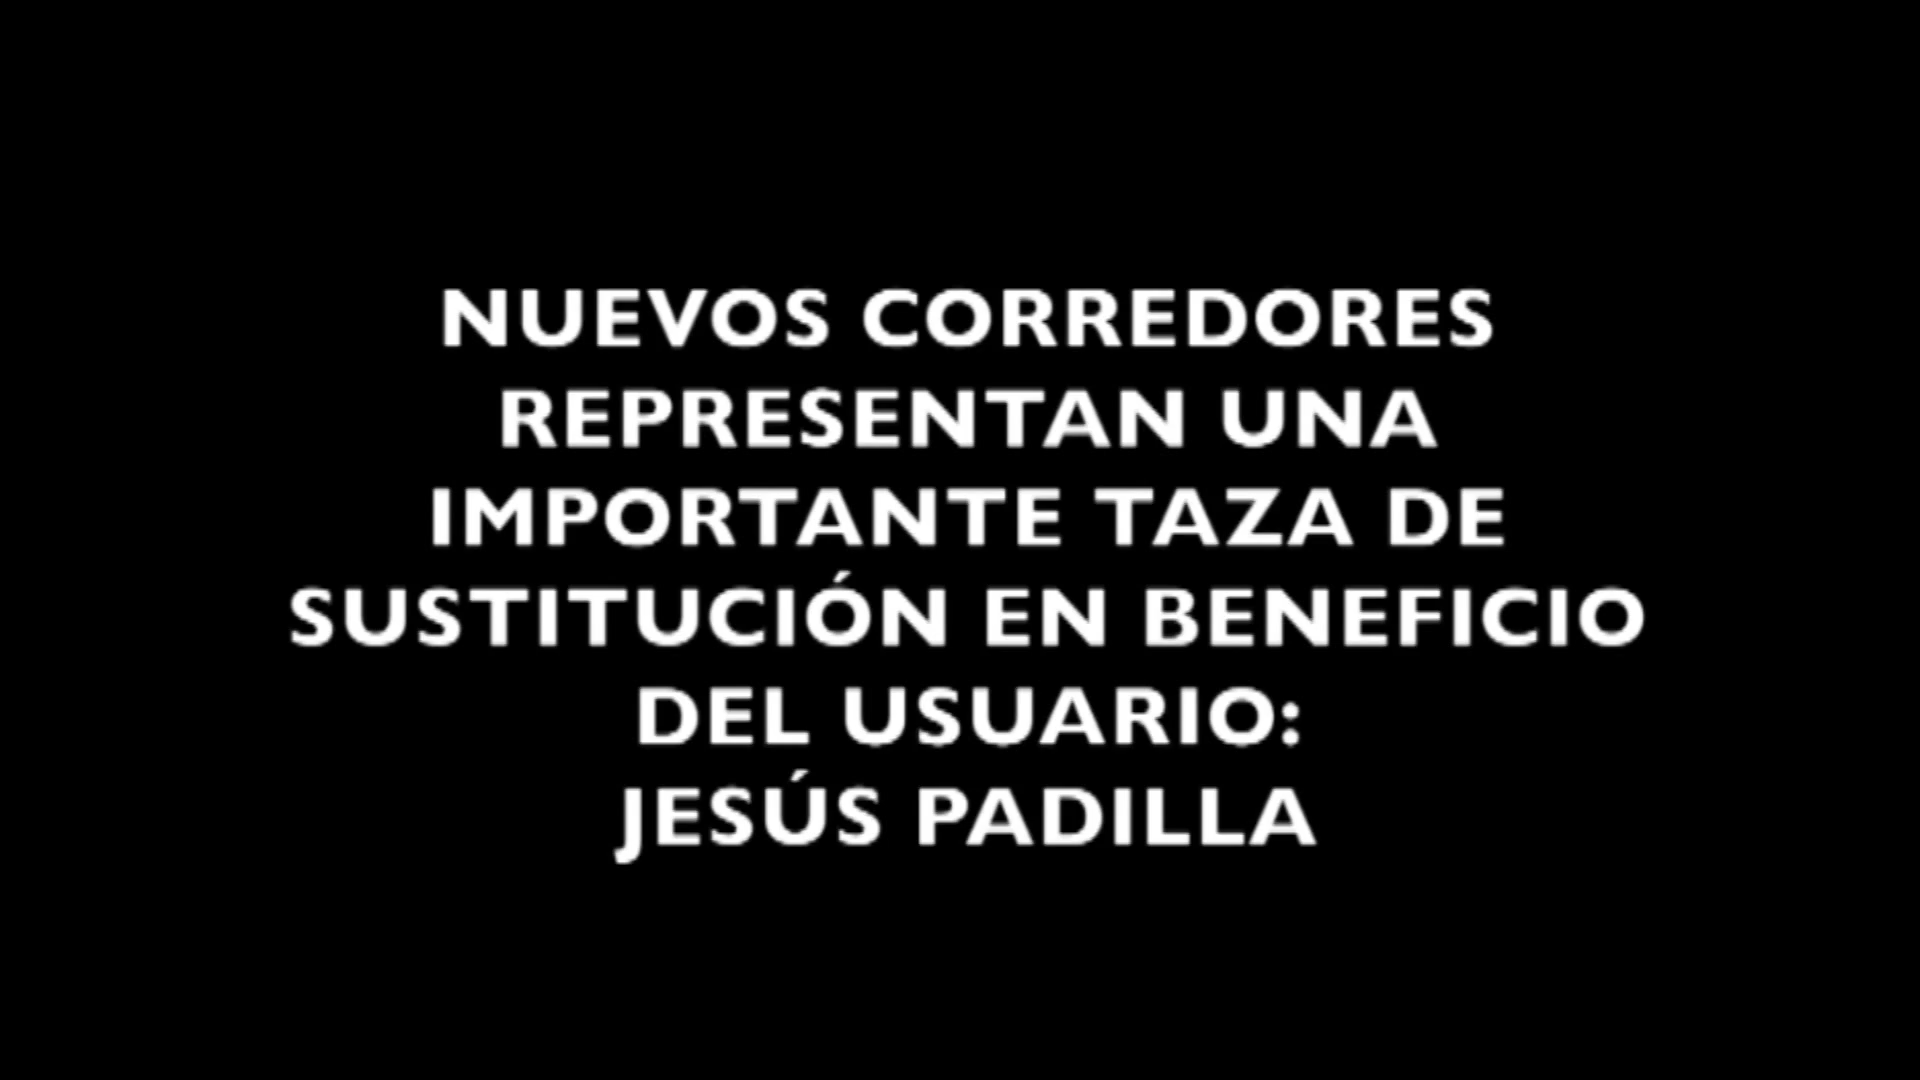 NUEVOS CORREDORES
REPRESENTAN UNA
IMPORTANTE TAZA DE
SUSTITUCIÓN EN BENEFICIO
DEL USUARIO:
JESÚS PADILLA